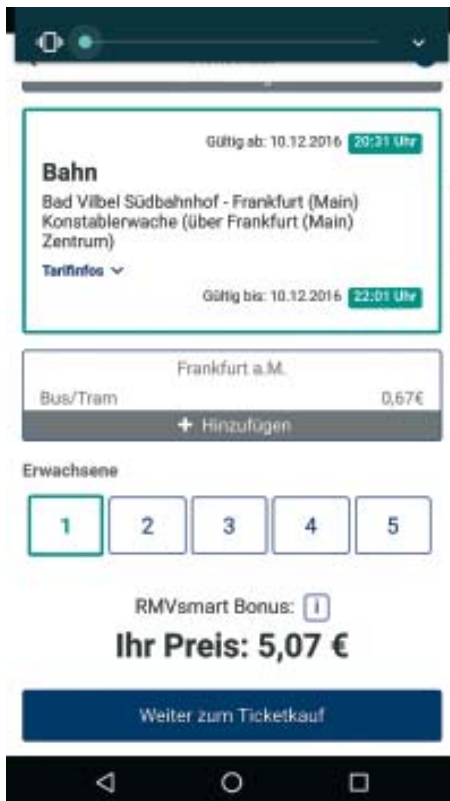 Gültig ab: 10.12.2016 20:31 Uhr
Bahn
Bad Vilbel Südbahnhof - Frankfurt (Main)
Konstablerwache (über Frankfurt (Main)
Zentrum)
Tarifinfos
Gültig bis: 10.12.2016 22:01 Uhr
Frankfurt a.M.
Bus/Tram 0,67€
+ Hinzufügen
Erwachsene
1 2 3 4 5
RMVsmart Bonus: i
Ihr Preis: 5,07 €
Weiter zum Ticketkauf